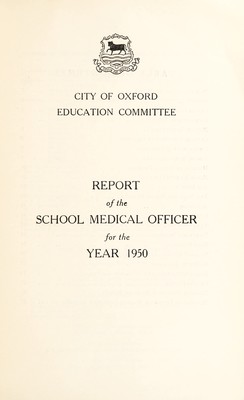 CITY OF OXFORD
EDUCATION COMMITTEE
REPORT
of the
SCHOOL MEDICAL OFFICER
for the
YEAR 1950